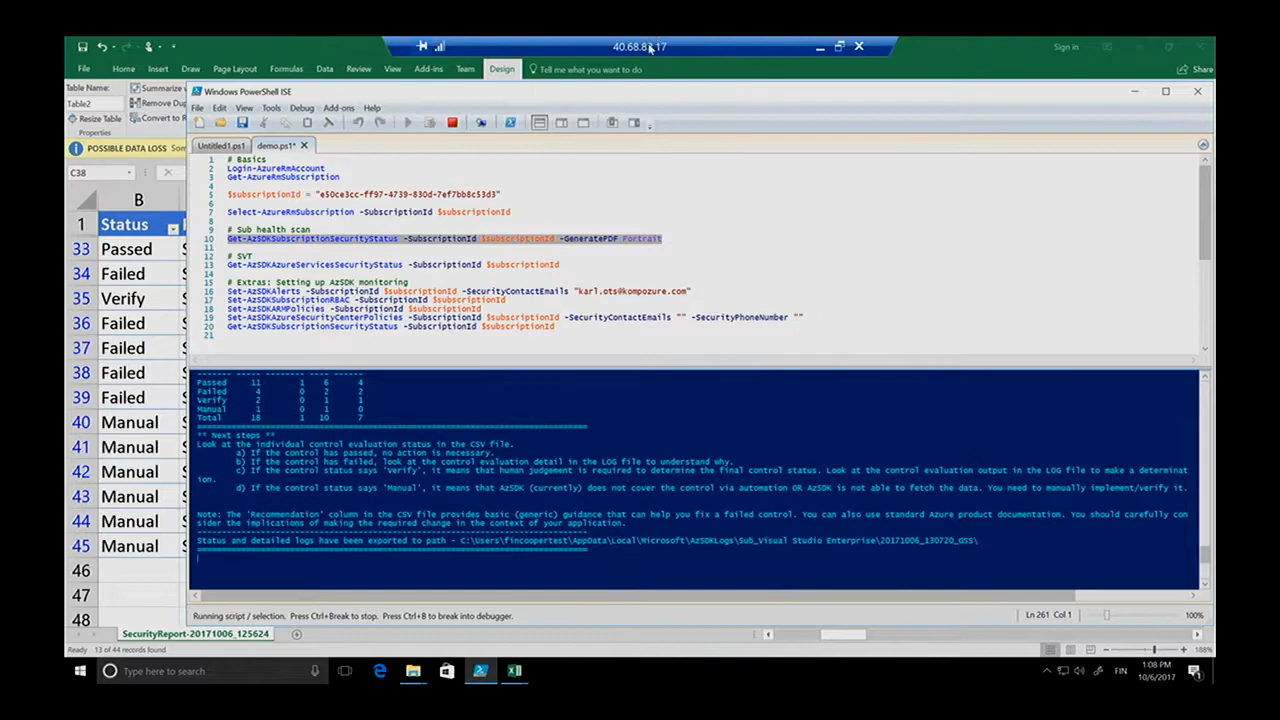 40.68.83.17
Sign in
File Home Insert Draw Page Layout Formulas Data Review View Add-ins Team Design Tell me what you want to do Share
Table Name:
Table2
Resize Table
Properties
Summarize
Remove Dup
Convert to R
POSSIBLE DATA LOSS Som
C38
B
1 Status
33 Passed
34 Failed
35 Verify
36 Failed
37 Failed
38 Failed
39 Failed
40 Manual
41 Manual
42 Manual
43 Manual
44 Manual
45 Manual
46
47
48
Windows PowerShell ISE
File Edit View Tools Debug Add-ons Help
Untitled1.ps1 demo.ps1*
1 # Basics
2 Login-AzureRmAccount
3 Get-AzureRmSubscription
4
5 $subscriptionId = "e50ce3cc-ff97-4739-830d-7ef7bb8c53d3"
6
7 Select-AzureRmSubscription -SubscriptionId $subscriptionId
8
9 # Sub health scan
10 Get-AzSDKSubscriptionSecurityStatus -SubscriptionId $subscriptionId -GeneratePDF Portrait
11
12 # SVT
13 Get-AzSDKAzureServicesSecurityStatus -SubscriptionId $subscriptionId
14
15 # Extras: Setting up AzSDK monitoring
16 Set-AzSDKAlerts -SubscriptionId $subscriptionId -SecurityContactEmails "karl.ots@kompozure.com"
17 Set-AzSDKSubscriptionRBAC -SubscriptionId $subscriptionId
18 Set-AzSDKARMPolicies -SubscriptionId $subscriptionId
19 Set-AzSDKAzureSecurityCenterPolicies -SubscriptionId $subscriptionId -SecurityContactEmails "" -SecurityPhoneNumber ""
20 Get-AzSDKSubscriptionSecurityStatus -SubscriptionId $subscriptionId
21
Passed 11 1 6 4
Failed 4 0 2 2
Verify 2 0 1 1
Manual 1 0 1 0
Total 18 1 10 7
** Next steps **
Look at the individual control evaluation status in the CSV file.
a) If the control has passed, no action is necessary.
b) If the control has failed, look at the control evaluation detail in the LOG file to understand why.
c) If the control status says 'Verify', it means that human judgement is required to determine the final control status. Look at the control evaluation output in the LOG file to make a determinat
ion.
d) If the control status says 'Manual', it means that AzSDK (currently) does not cover the control via automation OR AzSDK is not able to fetch the data. You need to manually implement/verify it.
Note: The 'Recommendation' column in the CSV file provides basic (generic) guidance that can help you fix a failed control. You can also use standard Azure product documentation. You should carefully con
sider the implications of making the required change in the context of your application.
Status and detailed logs have been exported to path - C:\Users\fincoopertest\AppData\Local\Microsoft\AzSDKLogs\Sub_Visual Studio Enterprise\20171006_130720_GSS\
Running script / selection. Press Ctrl+Break to stop. Press Ctrl+B to break into debugger.
Ln 261 Col 1
100%
SecurityReport-20171006_125624
Ready 13 of 44 records found
188%
Type here to search
FIN
1:08 PM
10/6/2017